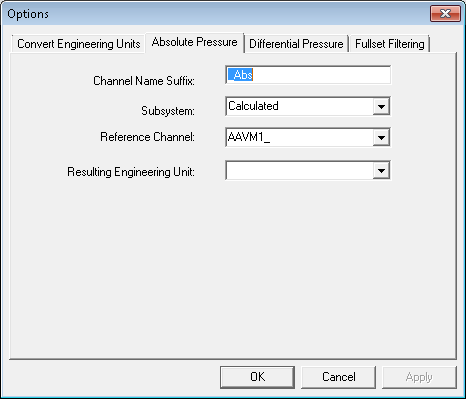 Options
Convert Engineering Units Absolute Pressure Differential Pressure Fullset Filtering
Channel Name Suffix: _Abs
Subsystem: Calculated
Reference Channel: AAVM1_
Resulting Engineering Unit:
OK Cancel Apply